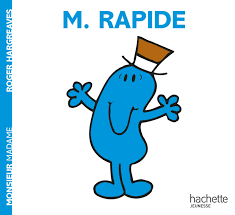 M. RAPIDE
MONSIEUR MADAME ROGER HARGREAVES
hachette
JEUNESSE